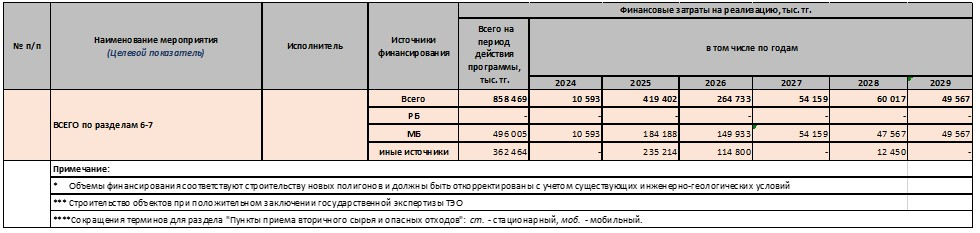 Финансовые затраты на реализацию, тыс. тг.
№ п/п
Наименование мероприятия
(Целевой показатель)
Исполнитель
Источники
финансирования
Всего на
период
действия
программы,
тыс. тг.
в том числе по годам
2024 2025 2026 2027 2028 2029
ВСЕГО по разделам 6-7
Всего 858 469 10 593 419 402 264 733 54 159 60 017 49 567
РБ - - - - - - -
МБ 496 005 10 593 184 188 149 933 54 159 47 567 49 567
иные источники 362 464 - 235 214 114 800 - 12 450 -
Примечание:
* Объемы финансирования соответствуют строительству новых полигонов и должны быть откорректированы с учетом существующих инженерно-геологических условий
*** Строительство объектов при положительном заключении государственной экспертизы ТЭО
****Сокращения терминов для раздела "Пункты приема вторичного сырья и опасных отходов": ст. - стационарный, моб. - мобильный.